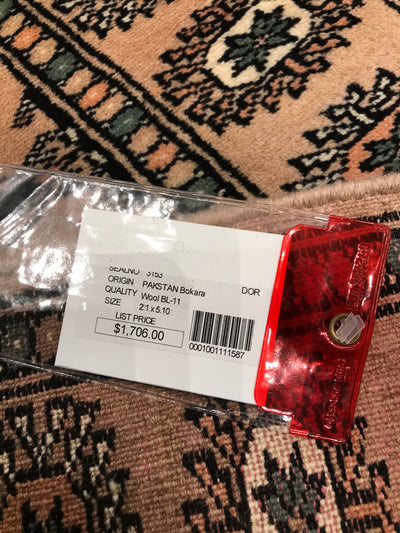 SEALNO 3153
ORIGIN PAKSTAN Bokara DOR
QUALITY Wool BL-11
SIZE 2:1 x 5.10
LIST PRICE
$1,706.00
0001001111587